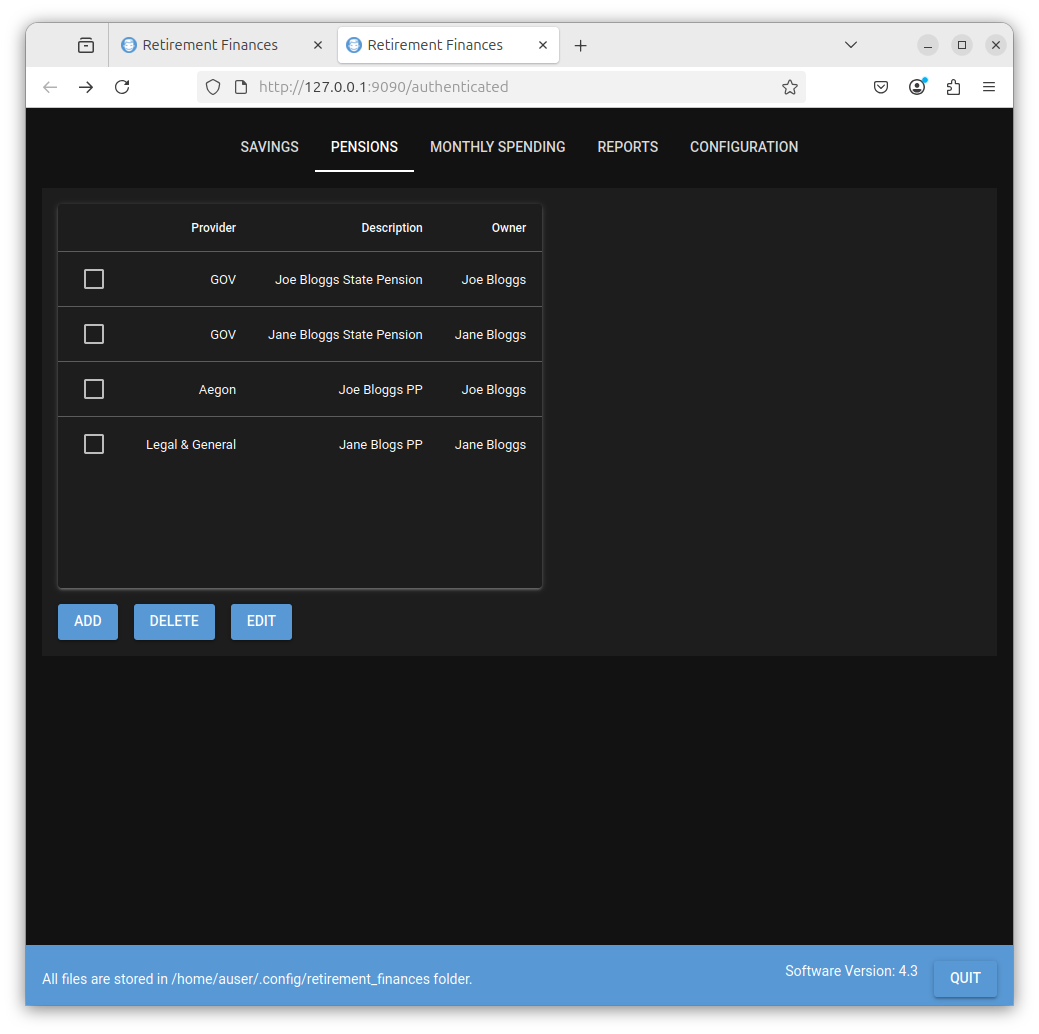 Retirement Finances
Retirement Finances
http://127.0.0.1:9090/authenticated
SAVINGS PENSIONS MONTHLY SPENDING REPORTS CONFIGURATION
Provider Description Owner
GOV Joe Bloggs State Pension Joe Bloggs
GOV Jane Bloggs State Pension Jane Bloggs
Aegon Joe Bloggs PP Joe Bloggs
Legal & General Jane Blogs PP Jane Bloggs
ADD DELETE EDIT
All files are stored in /home/auser/.config/retirement_finances folder.
Software Version: 4.3
QUIT